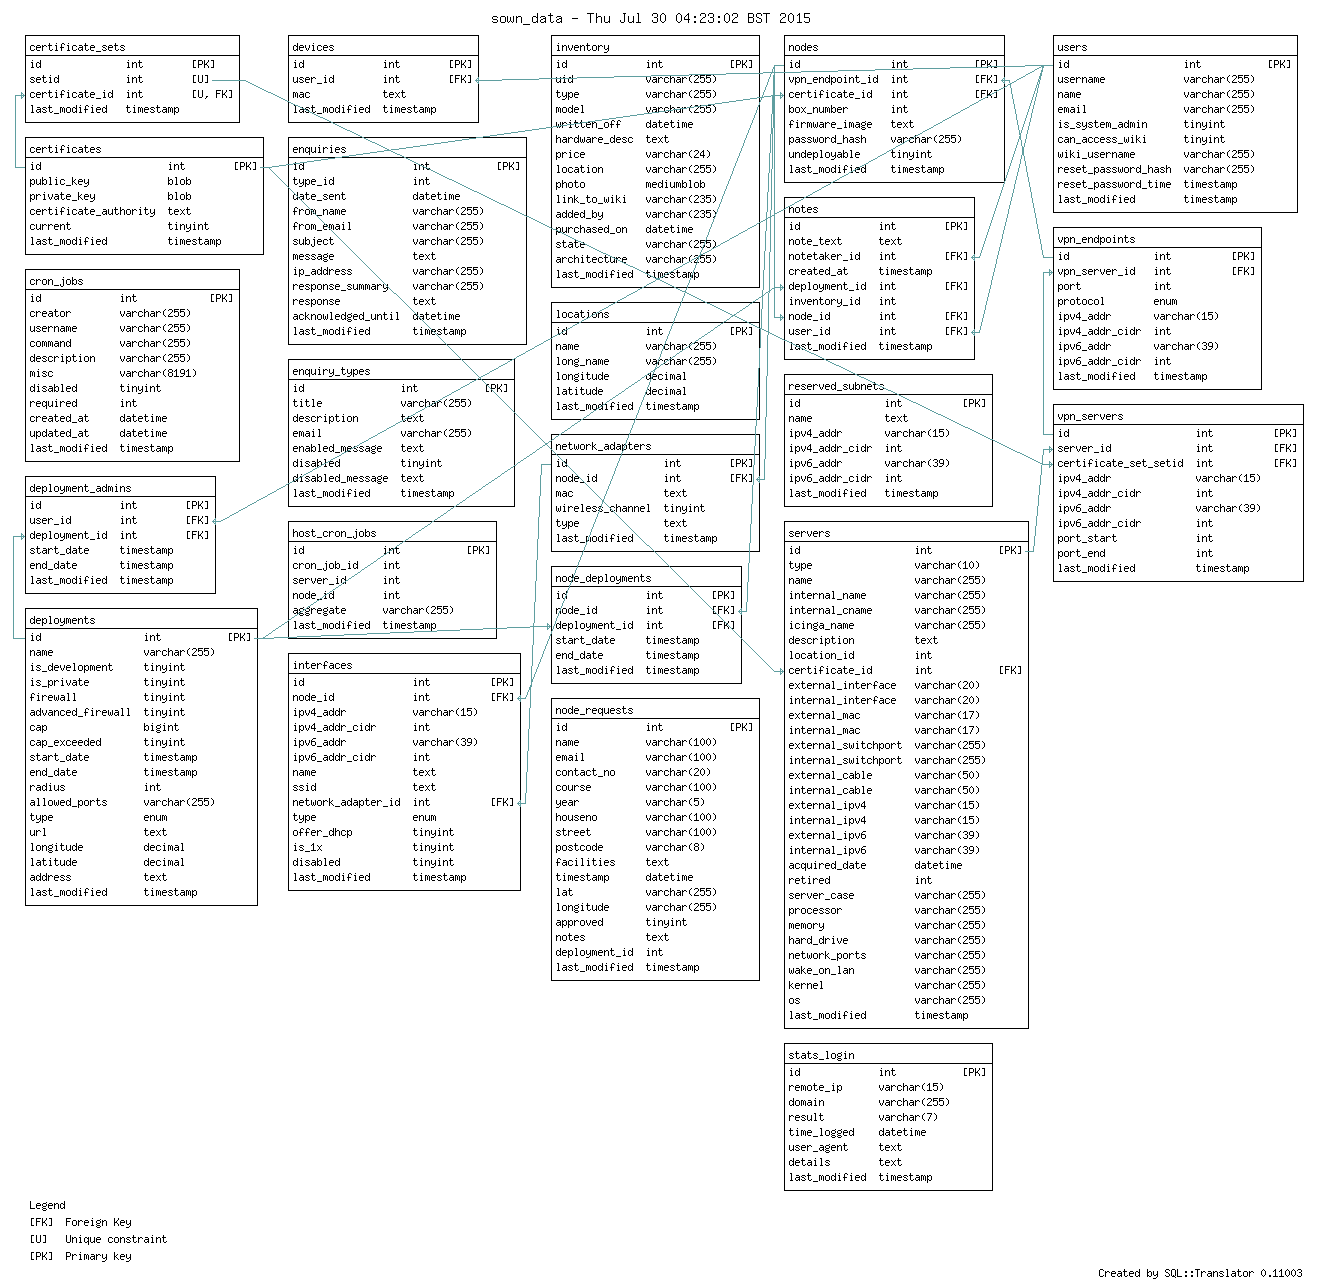 sown_data - Thu Jul 30 04:23:02 BST 2015
certificate_sets
id int [PK]
setid int [U]
certificate_id int [U, FK]
last_modified timestamp
certificates
id int [PK]
public_key blob
private_key blob
certificate_authority text
current tinyint
last_modified timestamp
cron_jobs
id int [PK]
creator varchar(255)
username varchar(255)
command varchar(255)
description varchar(255)
misc varchar(8191)
disabled tinyint
required int
created_at datetime
updated_at datetime
last_modified timestamp
deployment_admins
id int [PK]
user_id int [FK]
deployment_id int [FK]
start_date timestamp
end_date timestamp
last_modified timestamp
deployments
id int [PK]
name varchar(255)
is_development tinyint
is_private tinyint
firewall tinyint
advanced_firewall tinyint
cap bigint
cap_exceeded tinyint
start_date timestamp
end_date timestamp
radius int
allowed_ports varchar(255)
type enum
url text
longitude decimal
latitude decimal
address text
last_modified timestamp
devices
id int [PK]
user_id int [FK]
mac text
last_modified timestamp
enquiries
id int [PK]
type_id int
date_sent datetime
from_name varchar(255)
from_email varchar(255)
subject varchar(255)
message text
ip_address varchar(255)
response_summary varchar(255)
response text
acknowledged_until datetime
last_modified timestamp
enquiry_types
id int [PK]
title varchar(255)
description text
email varchar(255)
enabled_message text
disabled tinyint
disabled_message text
last_modified timestamp
host_cron_jobs
id int [PK]
cron_job_id int
server_id int
node_id int
aggregate varchar(255)
last_modified timestamp
interfaces
id int [PK]
node_id int [FK]
ipv4_addr varchar(15)
ipv4_addr_cidr int
ipv6_addr varchar(39)
ipv6_addr_cidr int
name text
ssid text
network_adapter_id int [FK]
type enum
offer_dhcp tinyint
is_1x tinyint
disabled tinyint
last_modified timestamp
inventory
id int [PK]
uid varchar(255)
type varchar(255)
model varchar(255)
written_off datetime
hardware_desc text
price varchar(24)
location varchar(255)
photo mediumblob
link_to_wiki varchar(235)
added_by varchar(235)
purchased_on datetime
state varchar(255)
architecture varchar(255)
last_modified timestamp
locations
id int [PK]
name varchar(255)
long_name varchar(255)
longitude decimal
latitude decimal
last_modified timestamp
network_adapters
id int [PK]
node_id int [FK]
mac text
wireless_channel tinyint
type text
last_modified timestamp
node_deployments
id int [PK]
node_id int [FK]
deployment_id int [FK]
start_date timestamp
end_date timestamp
last_modified timestamp
node_requests
id int [PK]
name varchar(100)
email varchar(100)
contact_no varchar(20)
course varchar(100)
year varchar(5)
houseno varchar(100)
street varchar(100)
postcode varchar(8)
facilities text
timestamp datetime
lat varchar(255)
longitude varchar(255)
approved tinyint
notes text
deployment_id int
last_modified timestamp
nodes
id int [PK]
vpn_endpoint_id int [FK]
certificate_id int [FK]
box_number int
firmware_image text
password_hash varchar(255)
undeployable tinyint
last_modified timestamp
notes
id int [PK]
note_text text
notetaker_id int [FK]
created_at timestamp
deployment_id int [FK]
inventory_id int
node_id int [FK]
user_id int [FK]
last_modified timestamp
reserved_subnets
id int [PK]
name text
ipv4_addr varchar(15)
ipv4_addr_cidr int
ipv6_addr varchar(39)
ipv6_addr_cidr int
last_modified timestamp
servers
id int [PK]
type varchar(10)
name varchar(255)
internal_name varchar(255)
internal_cname varchar(255)
icinga_name varchar(255)
description text
location_id int
certificate_id int [FK]
external_interface varchar(20)
internal_interface varchar(20)
external_mac varchar(17)
internal_mac varchar(17)
external_switchport varchar(255)
internal_switchport varchar(255)
external_cable varchar(50)
internal_cable varchar(50)
external_ipv4 varchar(15)
internal_ipv4 varchar(15)
external_ipv6 varchar(39)
internal_ipv6 varchar(39)
acquired_date datetime
retired int
server_case varchar(255)
processor varchar(255)
memory varchar(255)
hard_drive varchar(255)
network_ports varchar(255)
wake_on_lan varchar(255)
kernel varchar(255)
os varchar(255)
last_modified timestamp
stats_login
id int [PK]
remote_ip varchar(15)
domain varchar(255)
result varchar(7)
time_logged datetime
user_agent text
details text
last_modified timestamp
users
id int [PK]
username varchar(255)
name varchar(255)
email varchar(255)
is_system_admin tinyint
can_access_wiki tinyint
wiki_username varchar(255)
reset_password_hash varchar(255)
reset_password_time timestamp
last_modified timestamp
vpn_endpoints
id int [PK]
vpn_server_id int [FK]
port int
protocol enum
ipv4_addr varchar(15)
ipv4_addr_cidr int
ipv6_addr varchar(39)
ipv6_addr_cidr int
last_modified timestamp
vpn_servers
id int [PK]
server_id int [FK]
certificate_set_setid int [FK]
ipv4_addr varchar(15)
ipv4_addr_cidr int
ipv6_addr varchar(39)
ipv6_addr_cidr int
port_start int
port_end int
last_modified timestamp
Legend
[FK] Foreign Key
[U] Unique constraint
[PK] Primary key
Created by SQL::Translator 0.11003